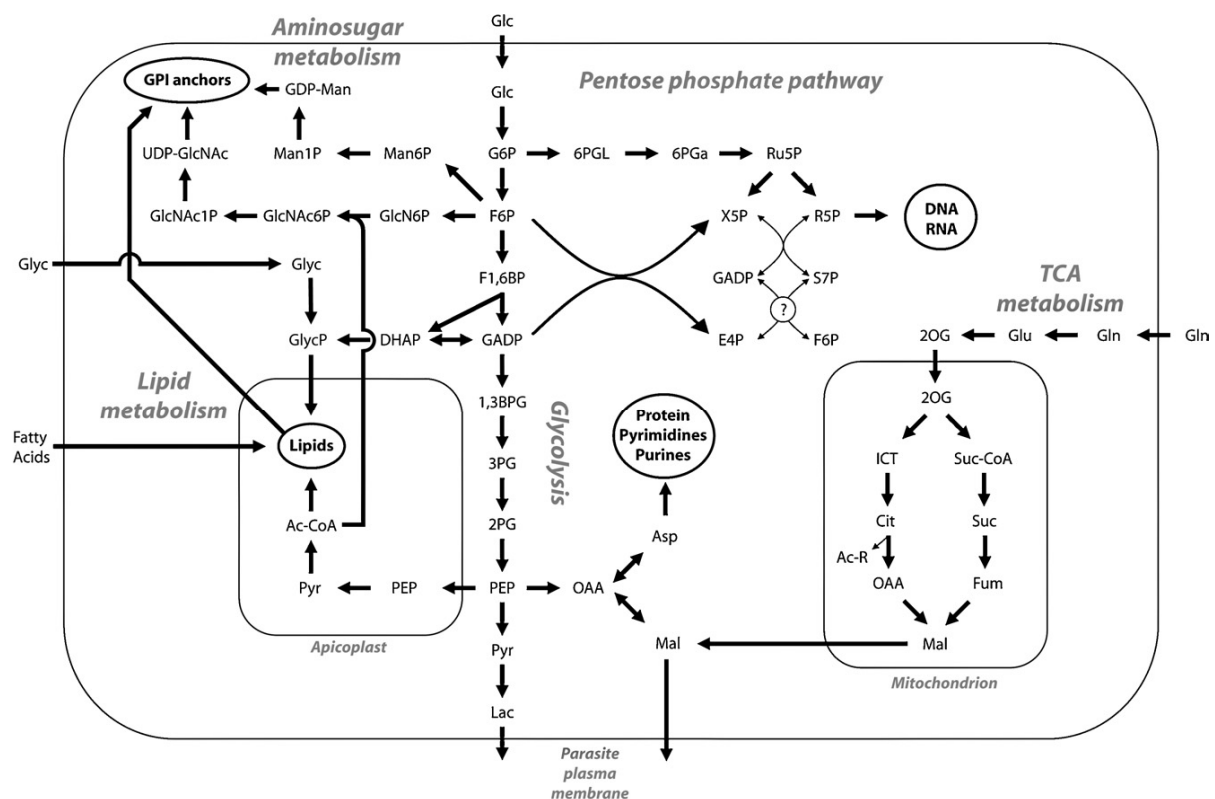 Glc
Aminosugar
metabolism
GPI anchors
GDP-Man
Glc
Pentose phosphate pathway
UDP-GlcNAc
Man1P
Man6P
G6P
6PGL
6PGa
Ru5P
GlcNAc1P
GlcNAc6P
GlcN6P
F6P
X5P
R5P
DNA
RNA
Glyc
Glyc
F1,6BP
GADP
S7P
TCA
metabolism
?
GlycP
DHAP
GADP
E4P
F6P
2OG
Glu
Gln
Gln
Lipid
metabolism
2OG
1,3BPG
Glycolysis
Protein
Pyrimidines
Purines
Fatty
Acids
Lipids
3PG
ICT
Suc-CoA
Ac-CoA
2PG
Asp
Cit
Suc
Ac-R
Pyr
PEP
PEP
OAA
OAA
Fum
Apicoplast
Pyr
Mal
Mal
Mitochondrion
Lac
Parasite
plasma
membrane